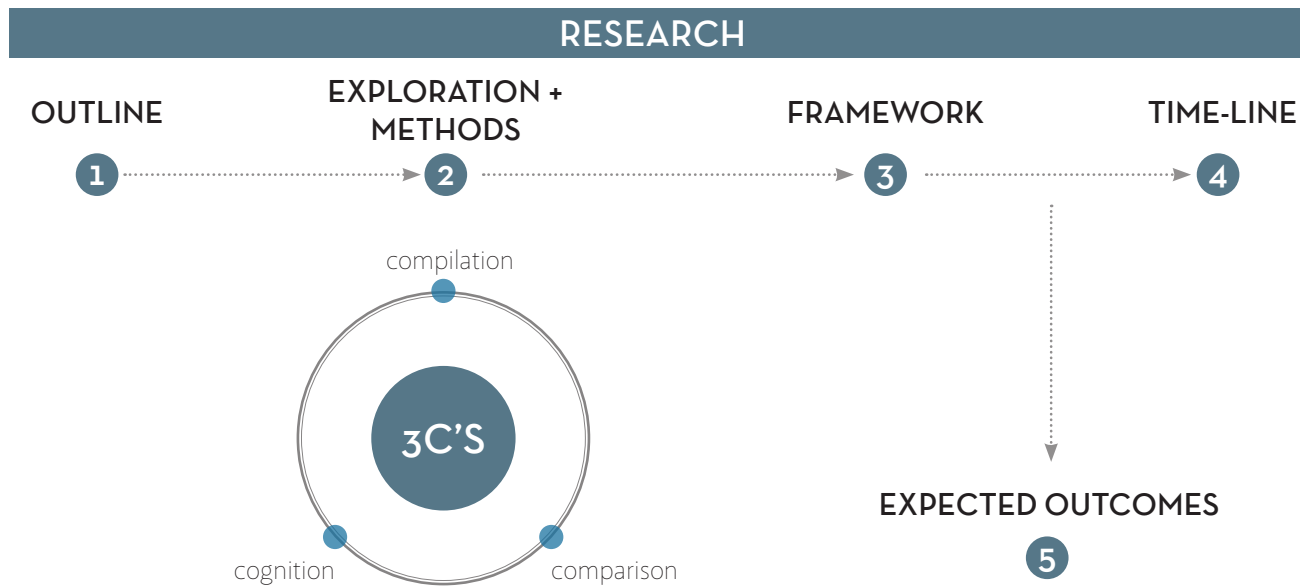 RESEARCH
OUTLINE
EXPLORATION +
METHODS
FRAMEWORK
TIME-LINE
1
2
3
4
compilation
3C'S
cognition
comparison
EXPECTED OUTCOMES
5